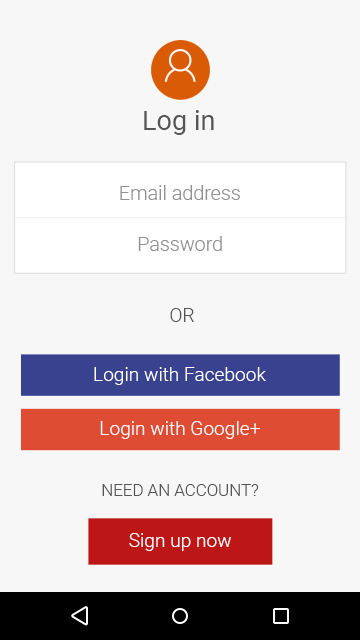 Log in
Email address
Password
OR
Login with Facebook
Login with Google+
NEED AN ACCOUNT?
Sign up now